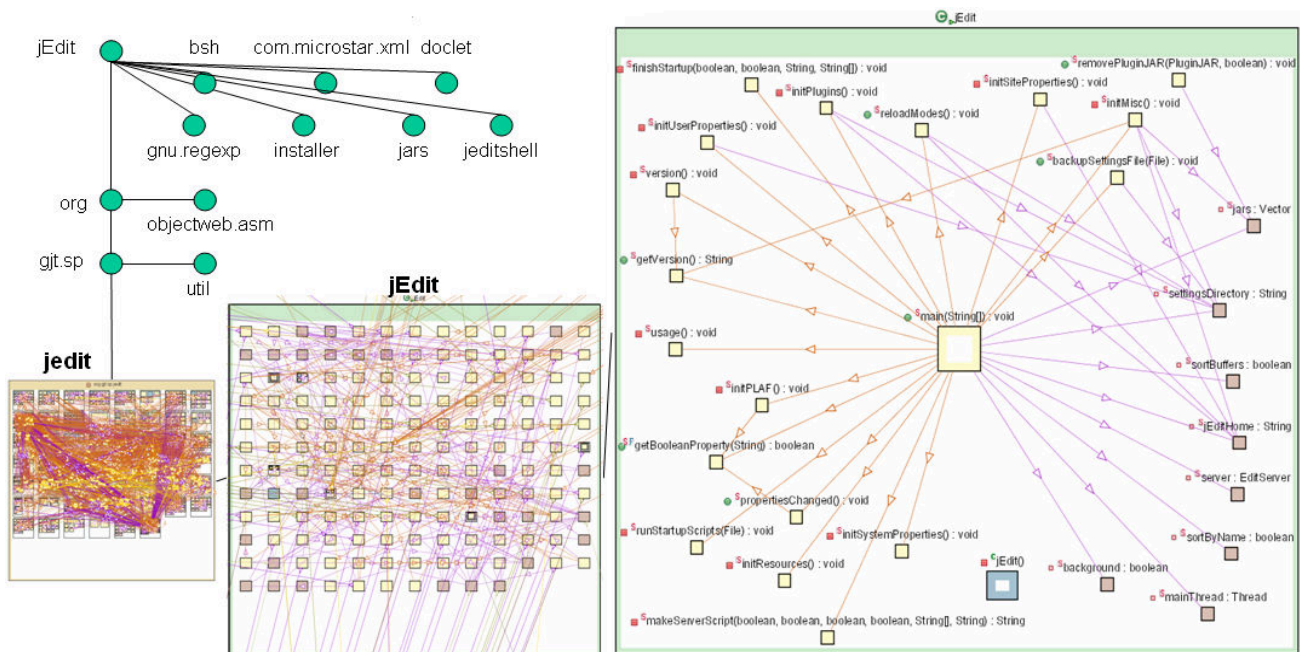 jEdit
bsh
com.microstar.xml
doclet
gnu.regexp
installer
jars
jeditshell
org
objectweb.asm
gjt.sp
util
jedit
jEdit
jEdit
jEdit
finishStartup(boolean, boolean, String, String[]) : void
removePluginJAR(PluginJAR, boolean) : void
initPlugins() : void
initSiteProperties() : void
initMisc() : void
reloadModes() : void
initUserProperties() : void
backupSettingsFile(File) : void
version() : void
jars : Vector
getVersion() : String
settingsDirectory : String
main(String[]) : void
usage() : void
sortBuffers : boolean
initPLAF() : void
jEditHome : String
getBooleanProperty(String) : boolean
server : EditServer
propertiesChanged() : void
runStartupScripts(File) : void
initSystemProperties() : void
sortByName : boolean
initResources() : void
jEdit()
background : boolean
mainThread : Thread
makeServerScript(boolean, boolean, boolean, boolean, String[], String) : String